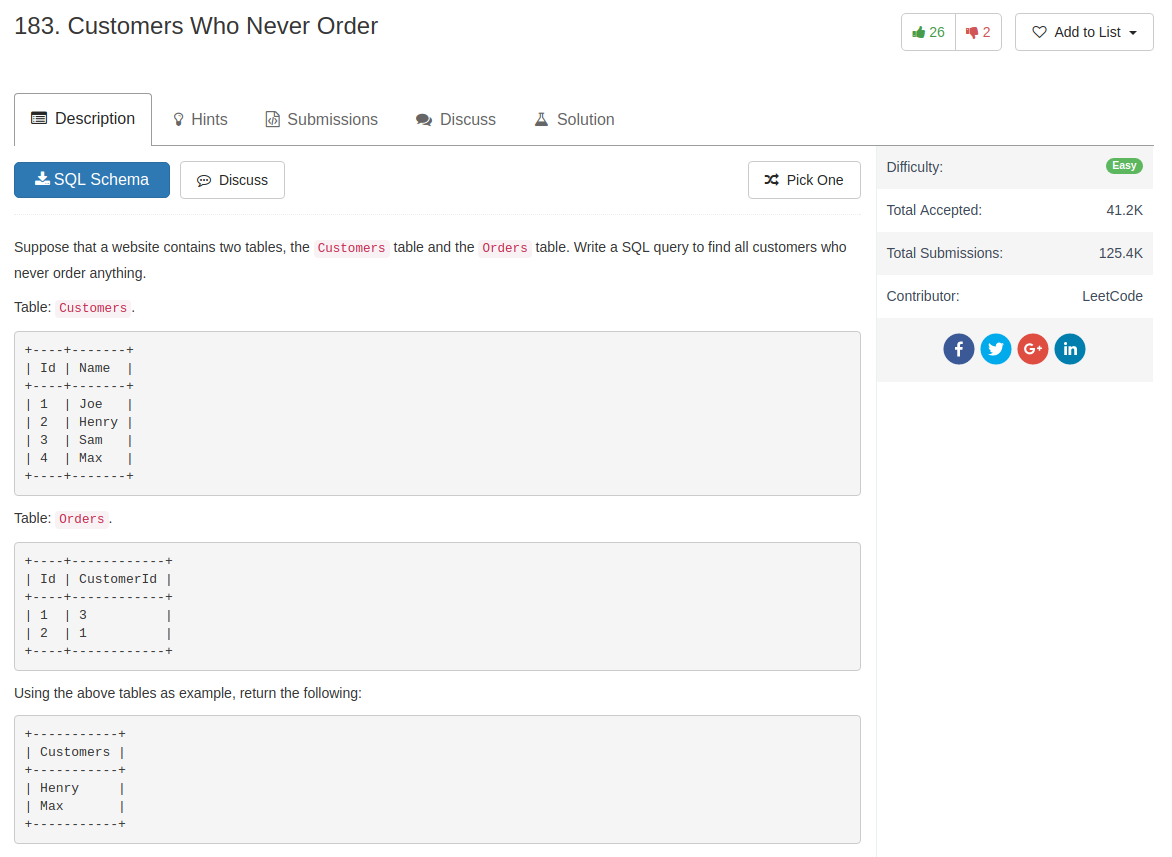 183. Customers Who Never Order
26
2
Add to List
Description
Hints
Submissions
Discuss
Solution
SQL Schema
Discuss
Pick One
Suppose that a website contains two tables, the Customers table and the Orders table. Write a SQL query to find all customers who
never order anything.
Table: Customers.
+----+-------+
| Id | Name  |
+----+-------+
| 1  | Joe   |
| 2  | Henry |
| 3  | Sam   |
| 4  | Max   |
+----+-------+
Table: Orders.
+----+------------+
| Id | CustomerId |
+----+------------+
| 1  | 3          |
| 2  | 1          |
+----+------------+
Using the above tables as example, return the following:
+-----------+
| Customers |
+-----------+
| Henry     |
| Max       |
+-----------+
Difficulty: Easy
Total Accepted: 41.2K
Total Submissions: 125.4K
Contributor: LeetCode
f
G+
in